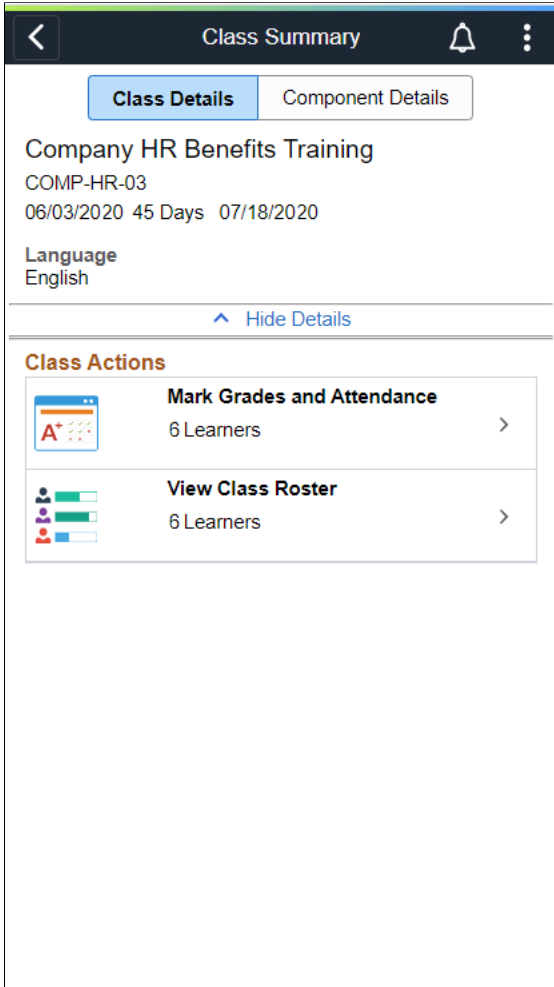 Class Summary
Class Details Component Details
Company HR Benefits Training
COMP-HR-03
06/03/2020 45 Days 07/18/2020
Language
English
Hide Details
Class Actions
Mark Grades and Attendance
A+
6 Learners
View Class Roster
6 Learners